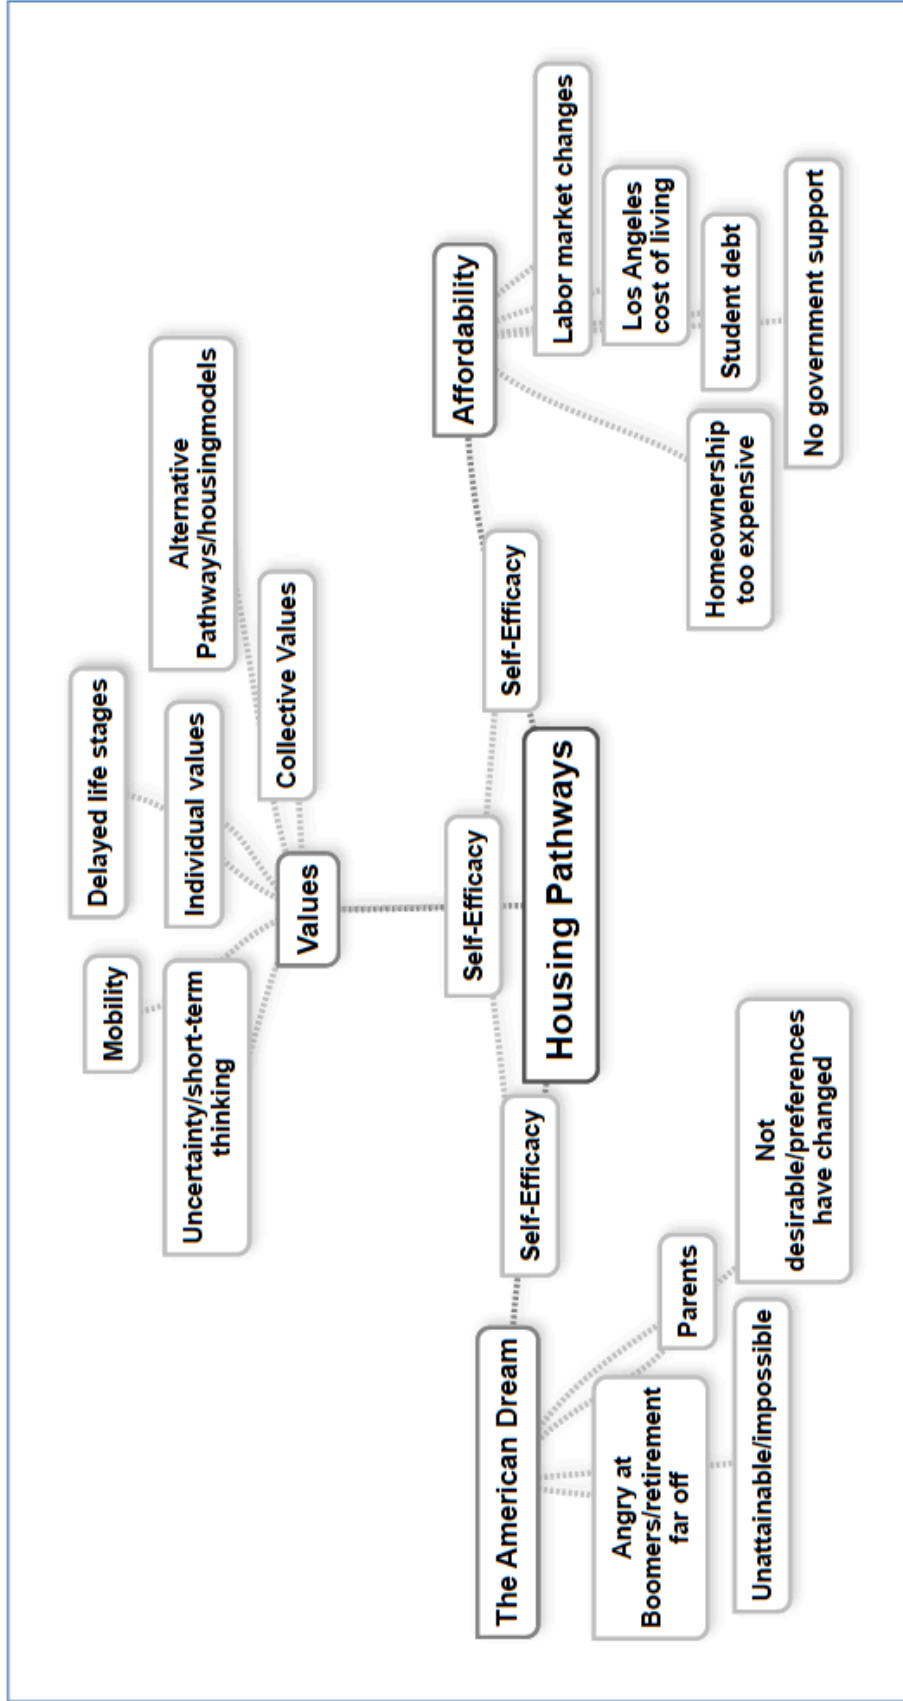 Delayed life stages
Mobility
Alternative
Pathways/housingmodels
Individual values
Uncertainty/short-term
thinking
Collective Values
Values
Affordability
Self-Efficacy
Self-Efficacy
Self-Efficacy
The American Dream
Housing Pathways
Labor market changes
Los Angeles
cost of living
Angry at
Boomers/retirement
far off
Parents
Homeownership
too expensive
Student debt
Unattainable/impossible
Not
desirable/preferences
have changed
No government support